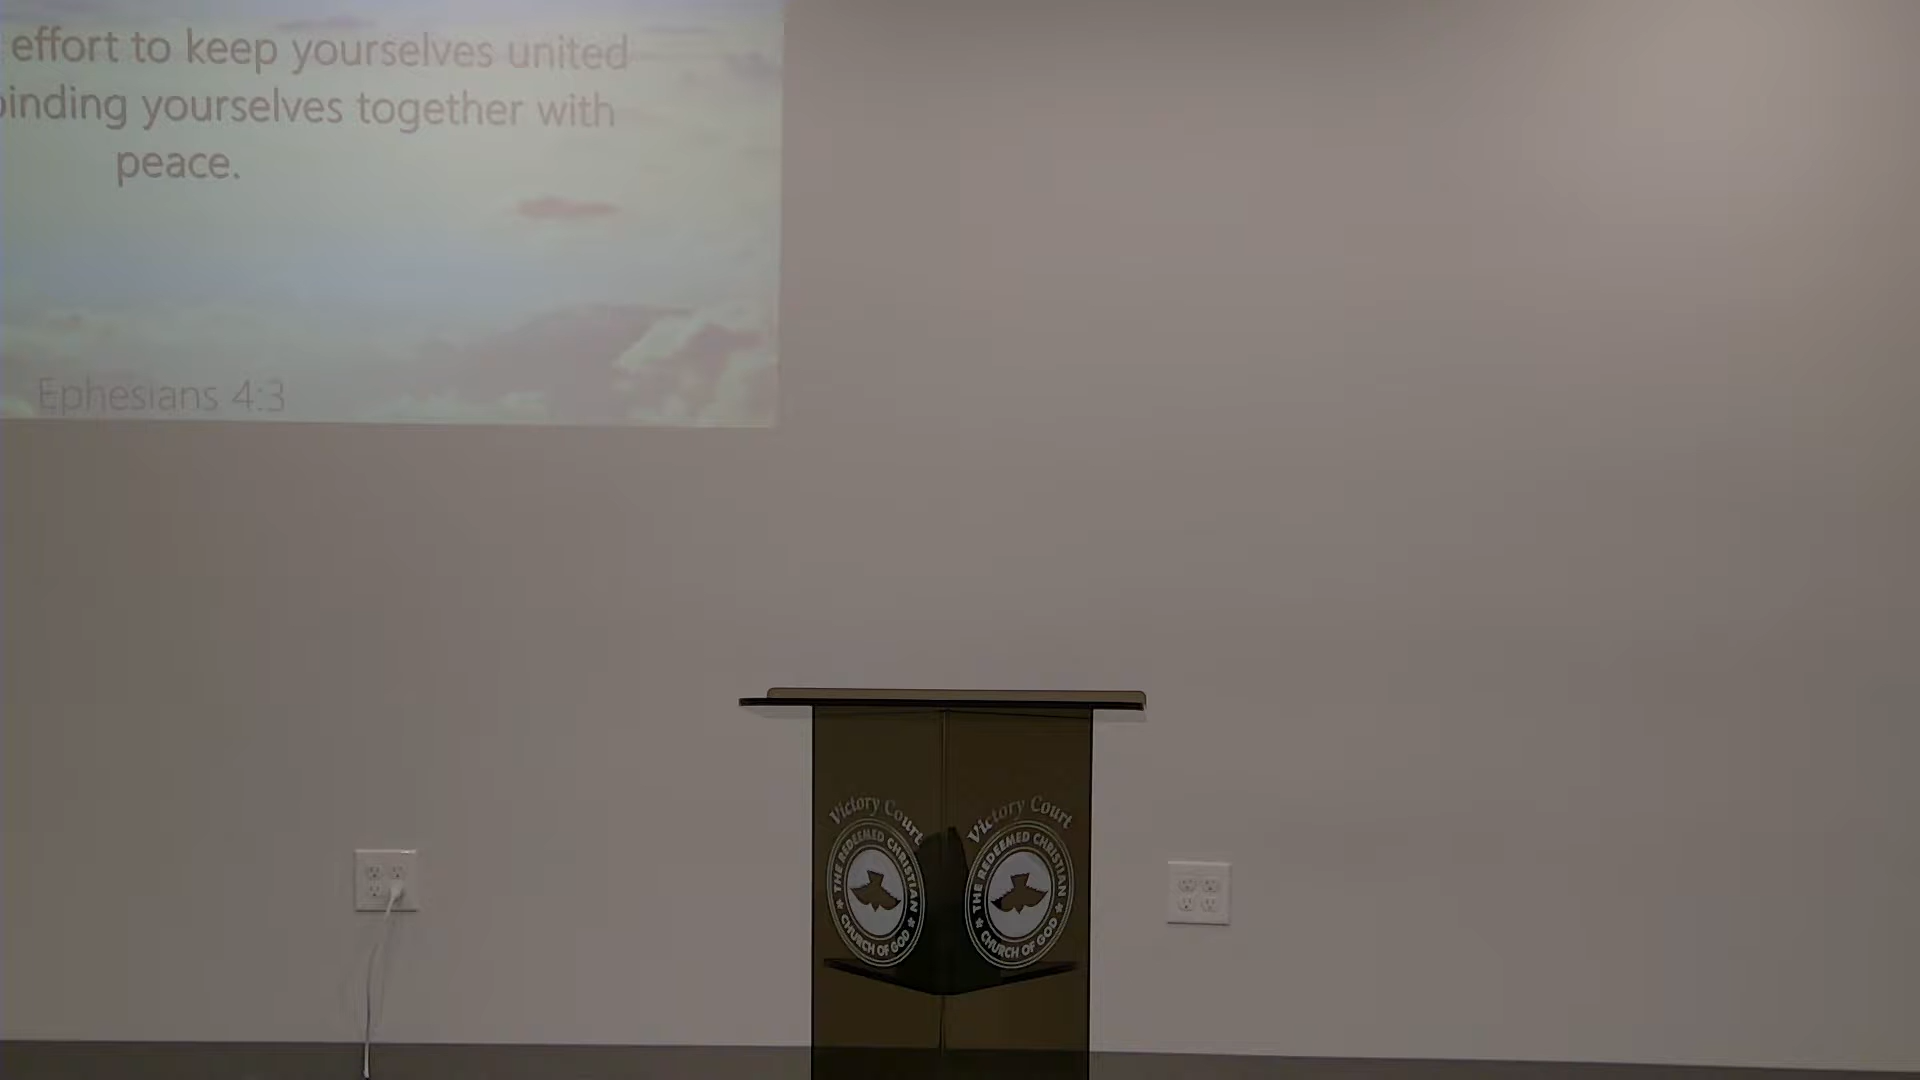 effort to keep yourselves united
binding yourselves together with
peace.
Ephesians 4:3
Victory Court
THE REDEEMED CHRISTIAN
CHURCH OF GOD
Victory Court
THE REDEEMED CHRISTIAN
CHURCH OF GOD